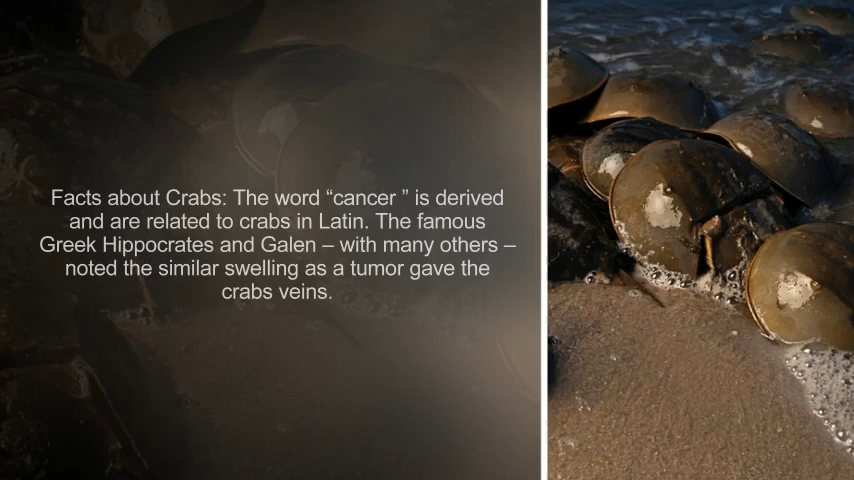 Facts about Crabs: The word “cancer ” is derived
and are related to crabs in Latin. The famous
Greek Hippocrates and Galen – with many others –
noted the similar swelling as a tumor gave the
crabs veins.